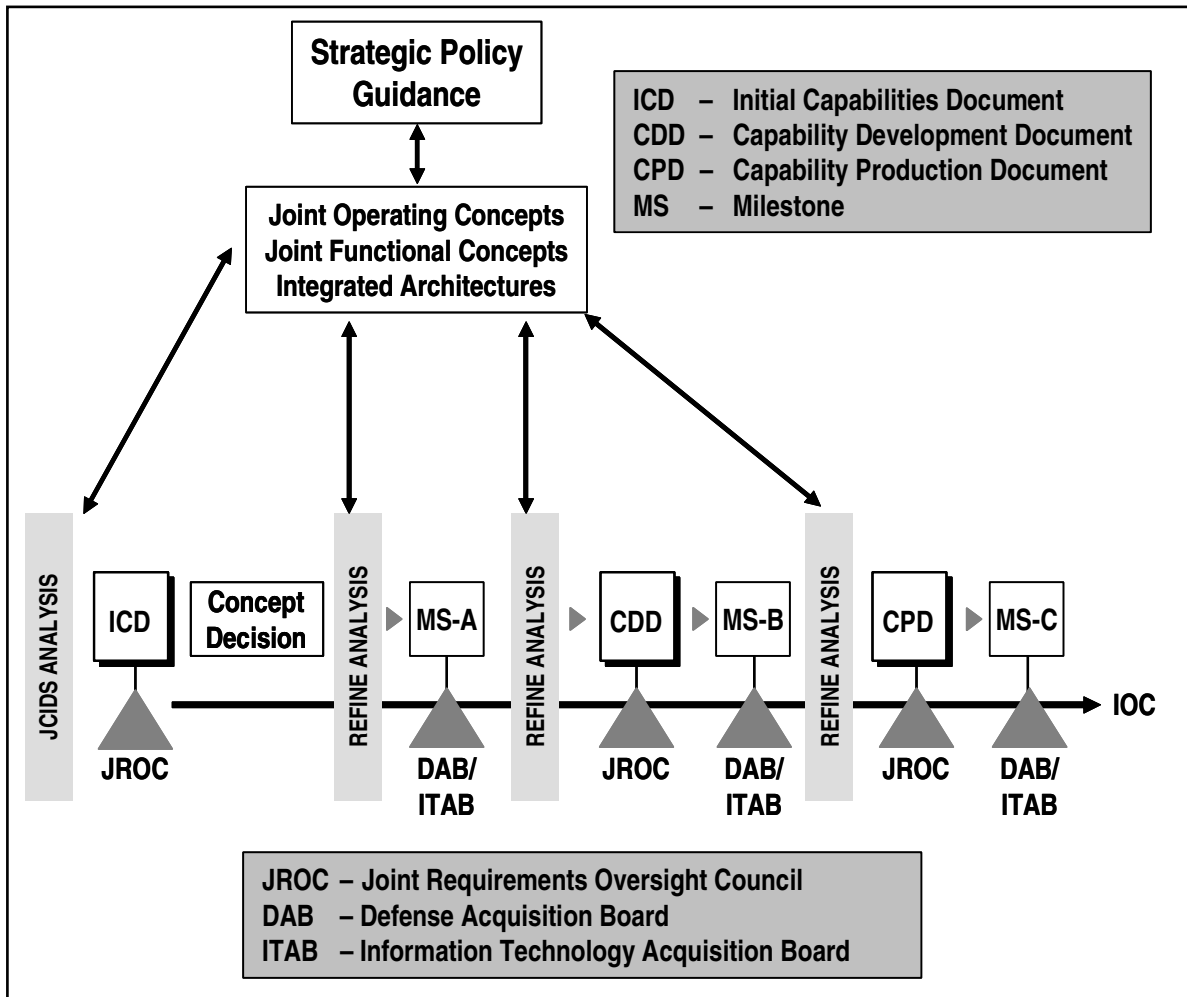 Strategic Policy
Guidance
ICD – Initial Capabilities Document
CDD – Capability Development Document
CPD – Capability Production Document
MS – Milestone
Joint Operating Concepts
Joint Functional Concepts
Integrated Architectures
JCIDS ANALYSIS
ICD
Concept
Decision
REFINE ANALYSIS
MS-A
REFINE ANALYSIS
CDD
MS-B
REFINE ANALYSIS
CPD
MS-C
IOC
JROC
DAB/
ITAB
JROC
DAB/
ITAB
JROC
DAB/
ITAB
JROC – Joint Requirements Oversight Council
DAB – Defense Acquisition Board
ITAB – Information Technology Acquisition Board